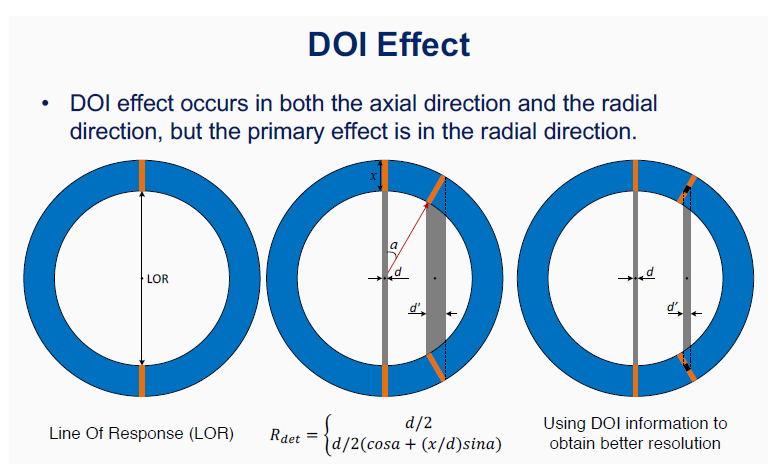 DOI Effect
• DOI effect occurs in both the axial direction and the radial
direction, but the primary effect is in the radial direction.
x
a
LOR
d
d
d'
d'
Line Of Response (LOR)
R_det = { d/2
d/2(cosa + (x/d)sina)
Using DOI information to
obtain better resolution